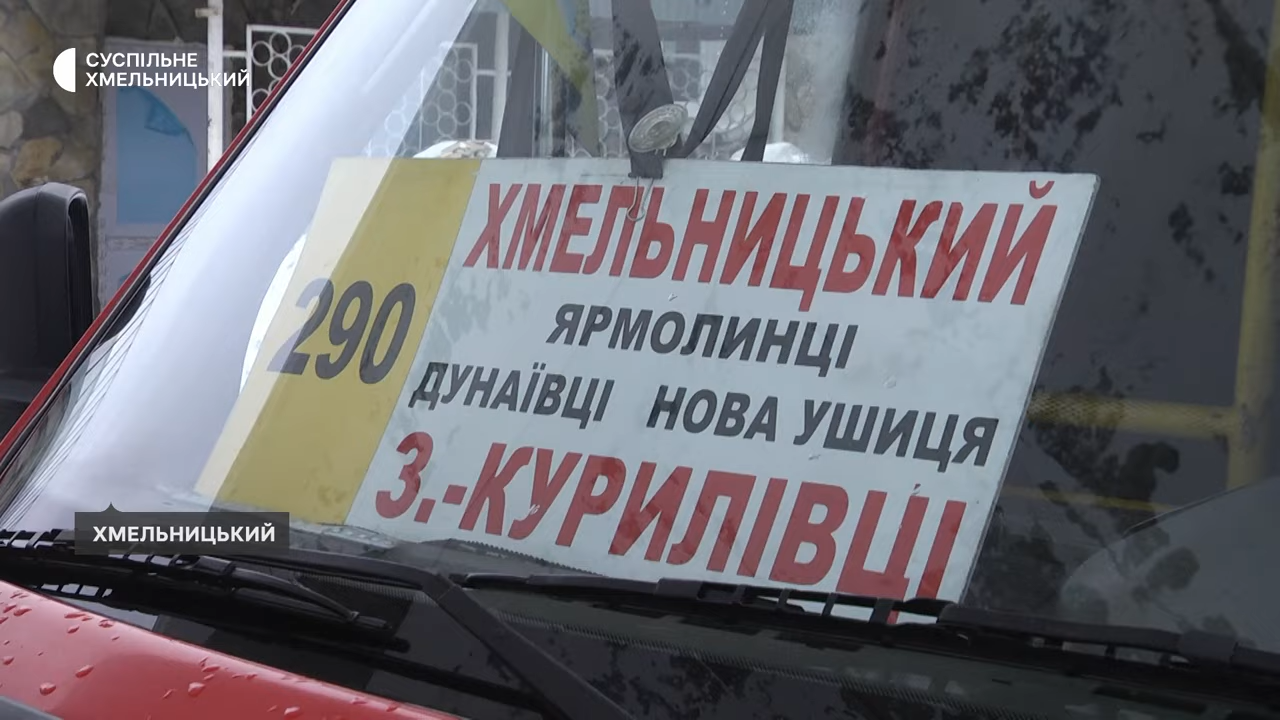 СУСПІЛЬНЕ
ХМЕЛЬНИЦЬКИЙ
290
ХМЕЛЬНИЦЬКИЙ
ЯРМОЛИНЦІ
ДУНАЇВЦІ НОВА УШИЦЯ
З.-КУРИЛІВЦІ
ХМЕЛЬНИЦЬКИЙ